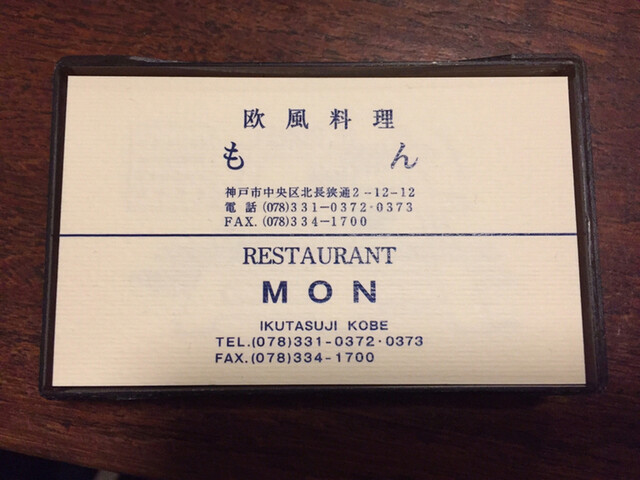 欧風料理
もん
神戸市中央区北長狭通2-12-12
電話(078)331-0372・0373
FAX.(078)334-1700
RESTAURANT
MON
IKUTASUJI KOBE
TEL.(078)331-0372・0373
FAX.(078)334-1700